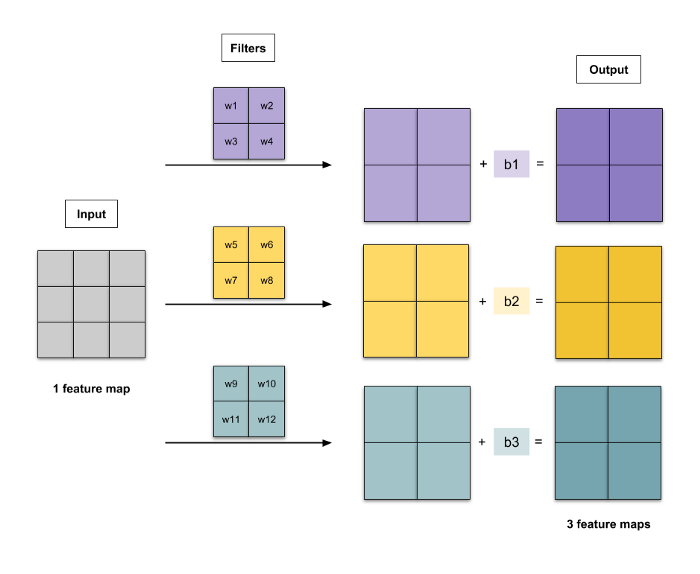 Filters
Output
w1 w2
w3 w4
+ b1 =
Input
w5 w6
w7 w8
+ b2 =
1 feature map
w9 w10
w11 w12
+ b3 =
3 feature maps